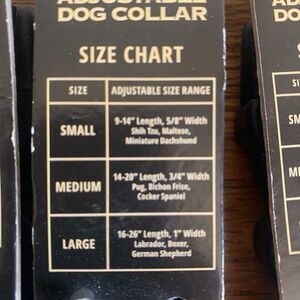 ADJUSTABLE
DOG COLLAR
SIZE CHART
SIZE ADJUSTABLE SIZE RANGE
SMALL
9-14" Length, 5/8" Width
Shih Tzu, Maltese,
Miniature Dachshund
MEDIUM
14-20" Length, 3/4" Width
Pug, Bichon Frise,
Cocker Spaniel
LARGE
16-26" Length, 1" Width
Labrador, Boxer,
German Shepherd